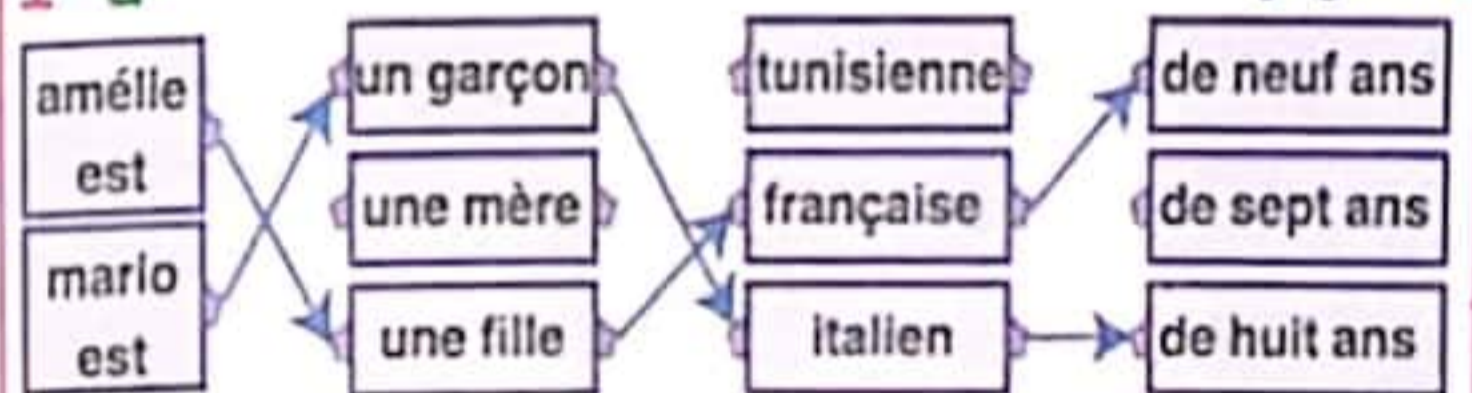 amélie
est
mario
est
un garçon
une mère
une fille
tunisienne
française
italien
de neuf ans
de sept ans
de huit ans